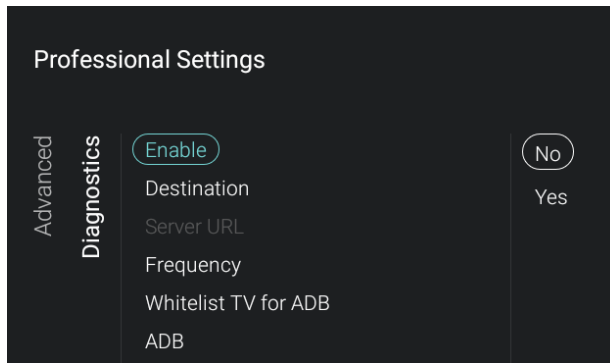 Professional Settings
Advanced
Diagnostics
Enable
Destination
Server URL
Frequency
Whitelist TV for ADB
ADB
No
Yes